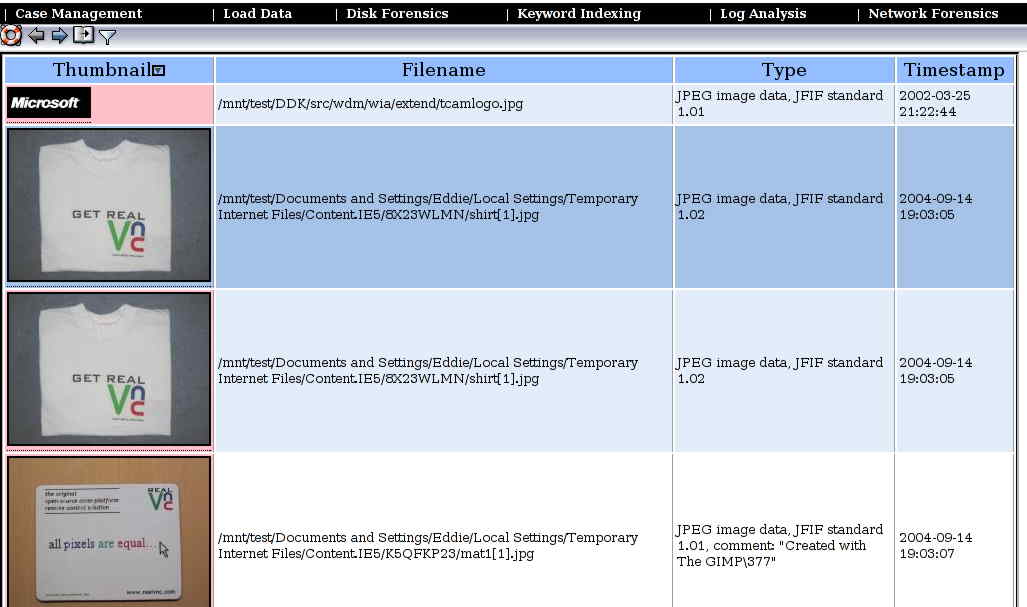 | Case Management | Load Data | Disk Forensics | Keyword Indexing | Log Analysis | Network Forensics
Thumbnail Filename Type Timestamp
Microsoft
/mnt/test/DDK/src/wdm/wia/extend/tcamlogo.jpg
JPEG image data, JFIF standard
1.01
2002-03-25
21:22:44
GET REAL
Vnc
/mnt/test/Documents and Settings/Eddie/Local Settings/Temporary
Internet Files/Content.IE5/8X23WLMN/shirt[1].jpg
JPEG image data, JFIF standard
1.02
2004-09-14
19:03:05
GET REAL
Vnc
/mnt/test/Documents and Settings/Eddie/Local Settings/Temporary
Internet Files/Content.IE5/8X23WLMN/shirt[1].jpg
JPEG image data, JFIF standard
1.02
2004-09-14
19:03:05
the original
open source cross-platform
remote control solution
REAL
Vnc
all pixels are equal...
www.realvnc.com
/mnt/test/Documents and Settings/Eddie/Local Settings/Temporary
Internet Files/Content.IE5/K5QFKP23/mat1[1].jpg
JPEG image data, JFIF standard
1.01, comment: "Created with
The GIMP\377"
2004-09-14
19:03:07